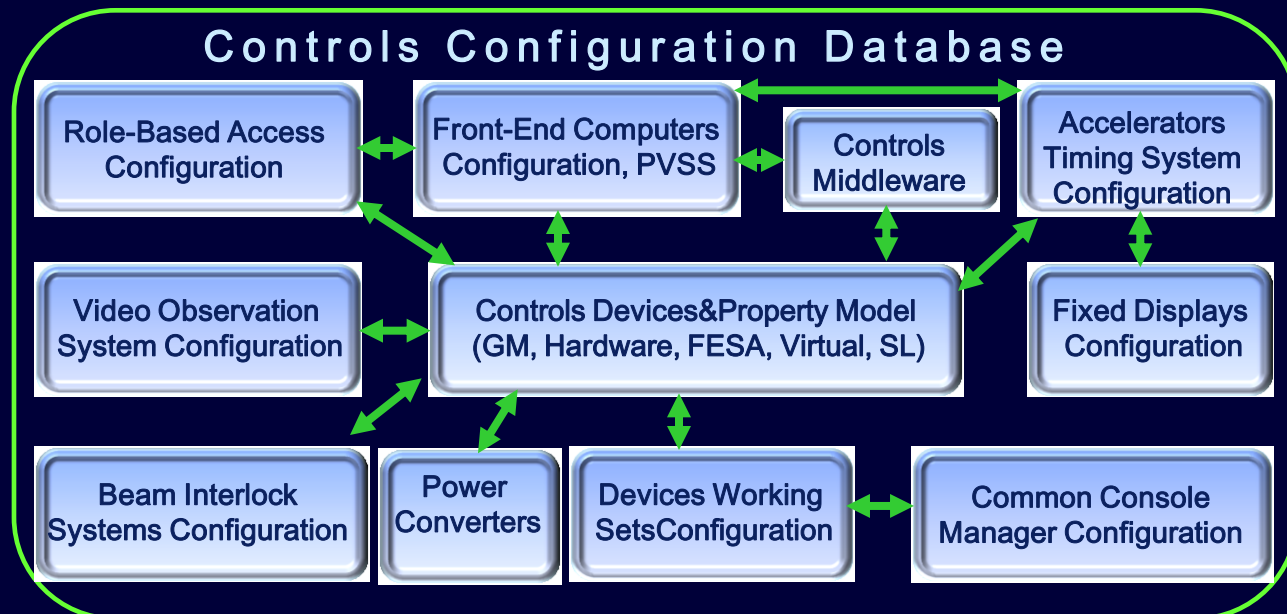 Controls Configuration Database
Role-Based Access
Configuration
Front-End Computers
Configuration, PVSS
Controls
Middleware
Accelerators
Timing System
Configuration
Video Observation
System Configuration
Controls Devices&Property Model
(GM, Hardware, FESA, Virtual, SL)
Fixed Displays
Configuration
Beam Interlock
Systems Configuration
Power
Converters
Devices Working
SetsConfiguration
Common Console
Manager Configuration